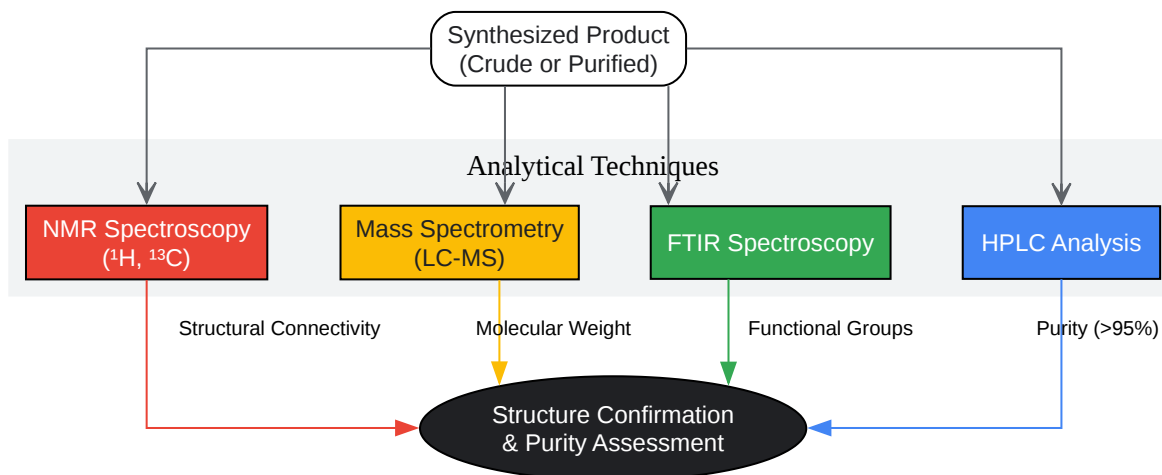 Synthesized Product
(Crude or Purified)
Analytical Techniques
NMR Spectroscopy
(¹H, ¹³C)
Mass Spectrometry
(LC-MS)
FTIR Spectroscopy
HPLC Analysis
Structural Connectivity
Molecular Weight
Functional Groups
Purity (>95%)
Structure Confirmation
& Purity Assessment